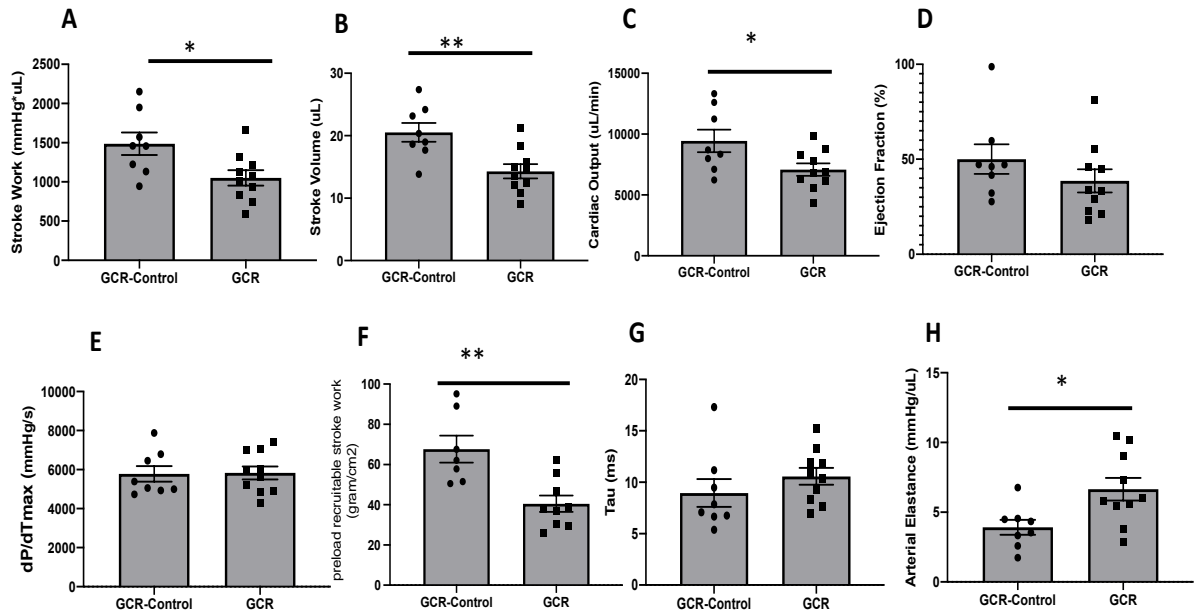 A
*
Stroke Work (mmHg*uL)
2500
2000
1500
1000
500
0
GCR-Control GCR
B
**
Stroke Volume (uL)
30
20
10
0
GCR-Control GCR
C
*
Cardiac Output (uL/min)
15000
10000
5000
0
GCR-Control GCR
D
Ejection Fraction (%)
100
50
0
GCR-Control GCR
E
dP/dTmax (mmHg/s)
10000
8000
6000
4000
2000
0
GCR-Control GCR
F
**
preload recruitable stroke work
(gram/cm2)
100
80
60
40
20
0
GCR-Control GCR
G
Tau (ms)
20
15
10
5
0
GCR-Control GCR
H
*
Arterial Elastance (mmHg/uL)
15
10
5
0
GCR-Control GCR